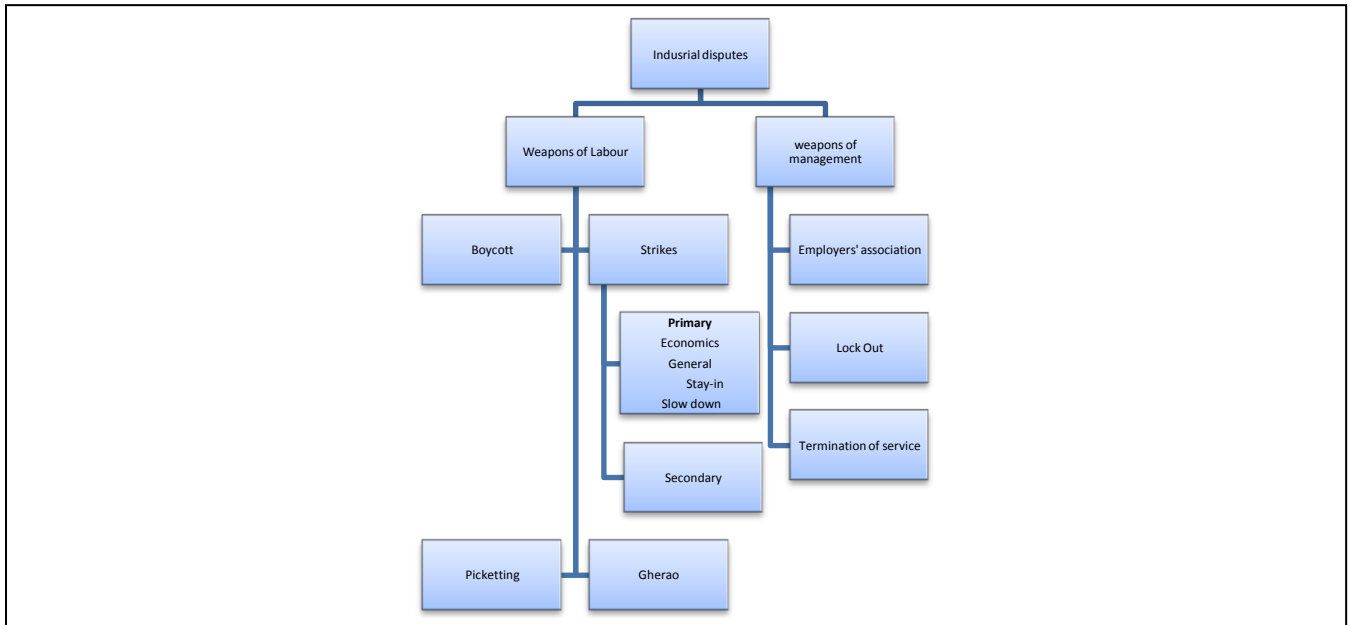 Indusrial disputes
Weapons of Labour
weapons of
management
Boycott
Strikes
Employers' association
Primary
Economics
General
Stay-in
Slow down
Lock Out
Secondary
Termination of service
Picketting
Gherao